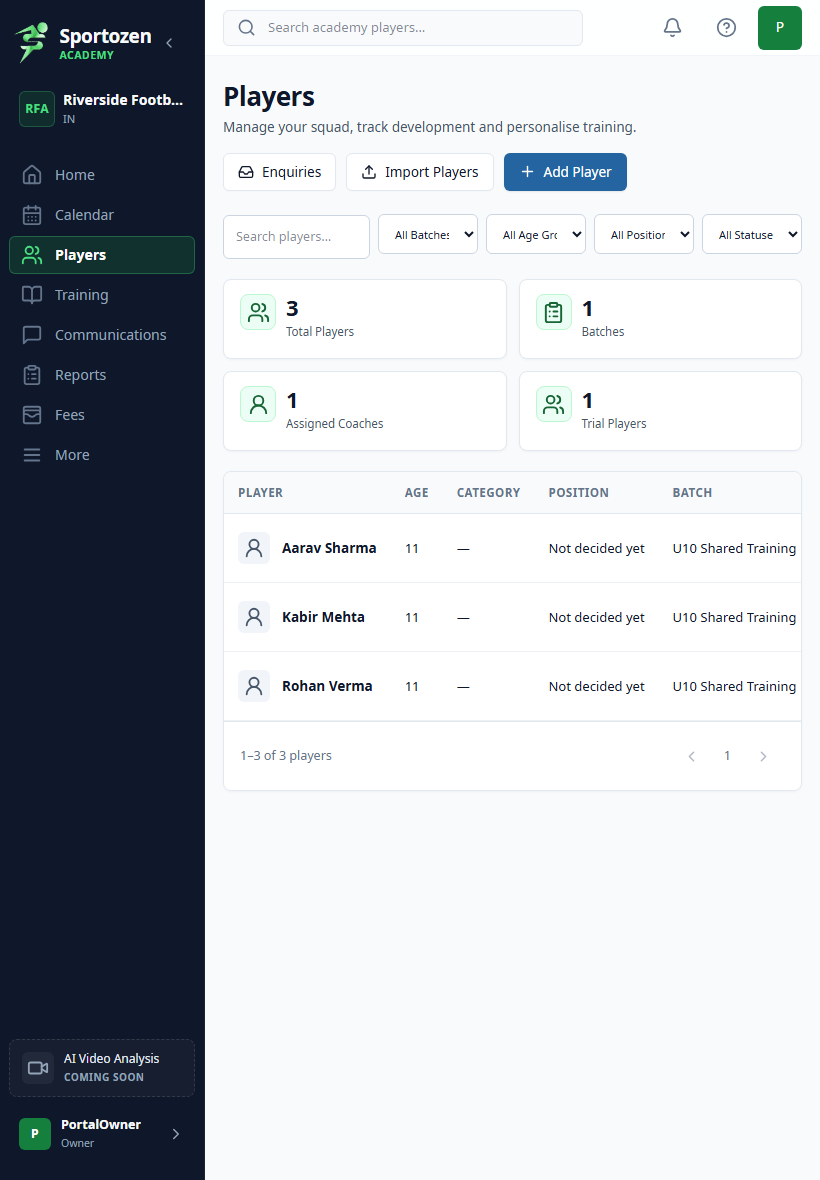 Sportozen
ACADEMY
RFA
Riverside Footb...
IN
Home
Calendar
Players
Training
Communications
Reports
Fees
More
AI Video Analysis
COMING SOON
P
PortalOwner
Owner
Search academy players...
P
Players
Manage your squad, track development and personalise training.
Enquiries
Import Players
Add Player
Search players...
All Batches
All Age Gro
All Position
All Statuse
3
Total Players
1
Batches
1
Assigned Coaches
1
Trial Players
PLAYER AGE CATEGORY POSITION BATCH
Aarav Sharma 11 — Not decided yet U10 Shared Training
Kabir Mehta 11 — Not decided yet U10 Shared Training
Rohan Verma 11 — Not decided yet U10 Shared Training
1–3 of 3 players
1